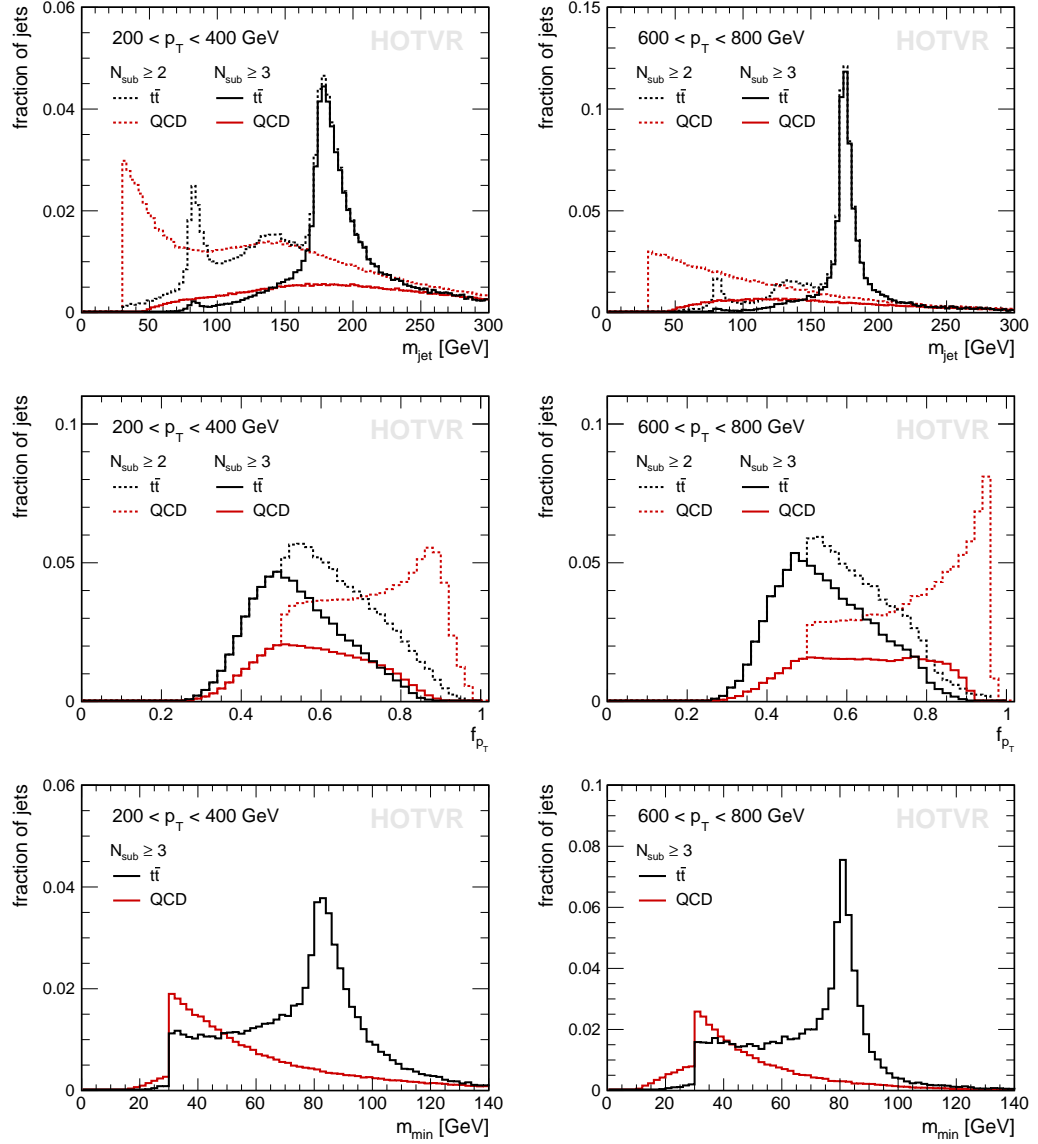 fraction of jets
200 < p_T < 400 GeV
HOTVR
N_sub ≥ 2 N_sub ≥ 3
tt̄ tt̄
QCD QCD
0.06
0.04
0.02
0
0 50 100 150 200 250 300
m_jet [GeV]
fraction of jets
600 < p_T < 800 GeV
HOTVR
N_sub ≥ 2 N_sub ≥ 3
tt̄ tt̄
QCD QCD
0.15
0.10
0.05
0
0 50 100 150 200 250 300
m_jet [GeV]
fraction of jets
200 < p_T < 400 GeV
HOTVR
N_sub ≥ 2 N_sub ≥ 3
tt̄ tt̄
QCD QCD
0.1
0.05
0
0 0.2 0.4 0.6 0.8 1
f_p_T
fraction of jets
600 < p_T < 800 GeV
HOTVR
N_sub ≥ 2 N_sub ≥ 3
tt̄ tt̄
QCD QCD
0.1
0.05
0
0 0.2 0.4 0.6 0.8 1
f_p_T
fraction of jets
200 < p_T < 400 GeV
HOTVR
N_sub ≥ 3
tt̄
QCD
0.06
0.04
0.02
0
0 20 40 60 80 100 120 140
m_min [GeV]
fraction of jets
600 < p_T < 800 GeV
HOTVR
N_sub ≥ 3
tt̄
QCD
0.1
0.08
0.06
0.04
0.02
0
0 20 40 60 80 100 120 140
m_min [GeV]